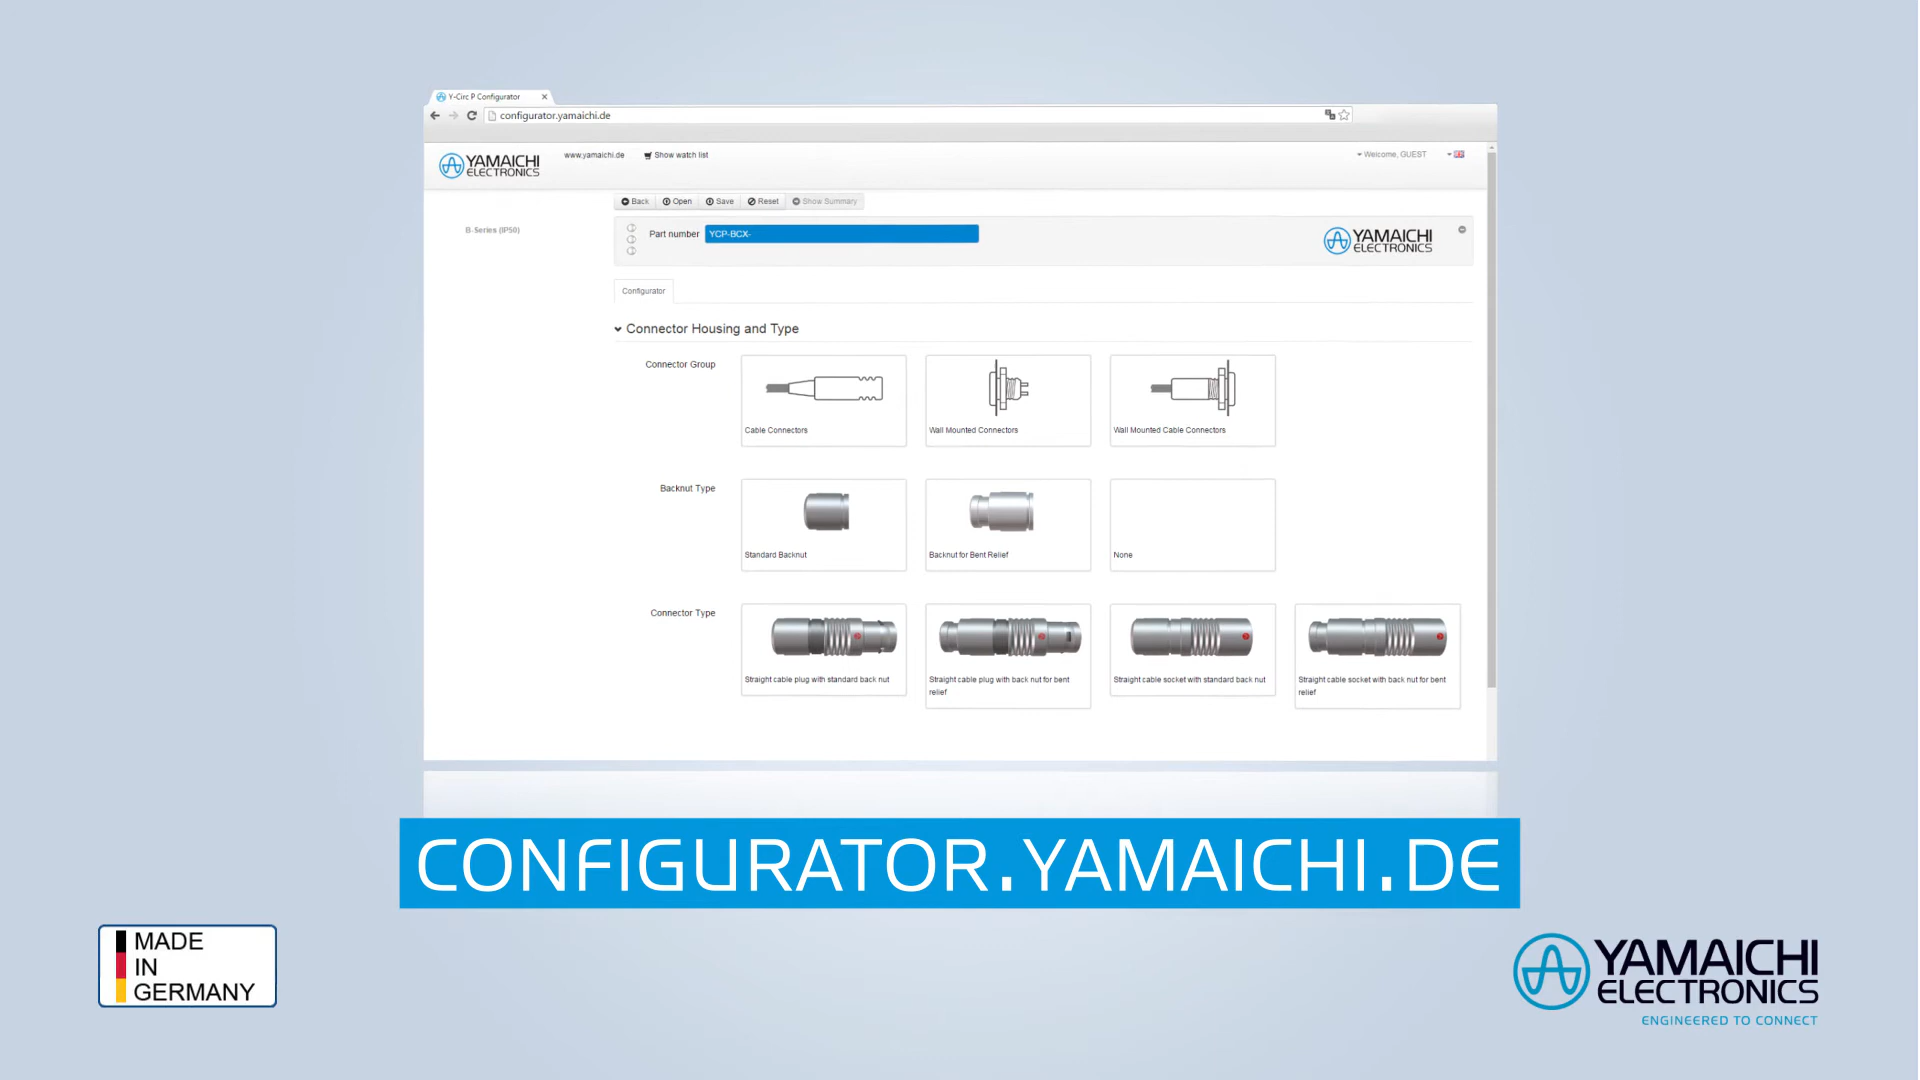 Y-Circ P Configurator
configurator.yamaichi.de
YAMAICHI
ELECTRONICS
www.yamaichi.de
Show watch list
Welcome, GUEST
Back
Open
Save
Reset
Show Summary
B-Series (IP50)
Part number
YCP-BCX-
YAMAICHI
ELECTRONICS
Configurator
Connector Housing and Type
Connector Group
Cable Connectors
Wall Mounted Connectors
Wall Mounted Cable Connectors
Backnut Type
Standard Backnut
Backnut for Bent Relief
None
Connector Type
Straight cable plug with standard back nut
Straight cable plug with back nut for bent
relief
Straight cable socket with standard back nut
Straight cable socket with back nut for bent
relief
CONFIGURATOR.YAMAICHI.DE
MADE
IN
GERMANY
YAMAICHI
ELECTRONICS
ENGINEERED TO CONNECT